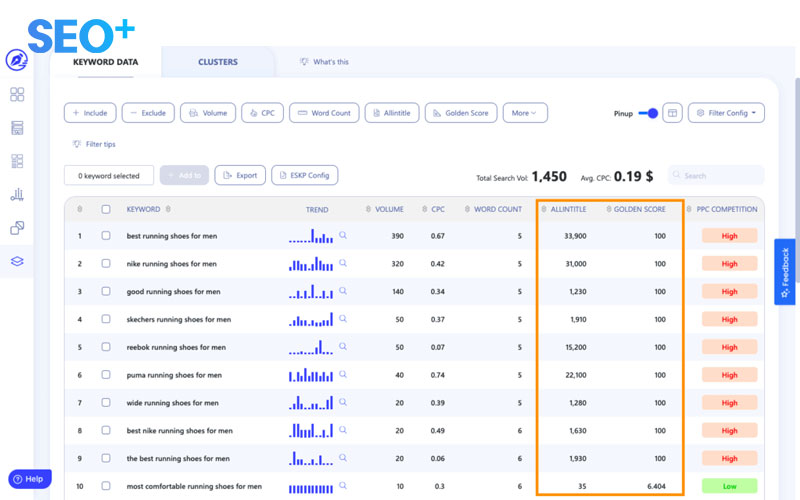 SEO+
KEYWORD DATA CLUSTERS What's this
+ Include − Exclude Volume CPC Word Count Allintitle Golden Score More Pinup Filter Config
Filter tips
0 keyword selected + Add to Export ESKP Config Total Search Vol: 1,450 Avg. CPC: 0.19 $ Search
KEYWORD TREND VOLUME CPC WORD COUNT ALLINTITLE GOLDEN SCORE PPC COMPETITION
1 best running shoes for men 390 0.67 5 33,900 100 High
2 nike running shoes for men 320 0.42 5 31,000 100 High
3 good running shoes for men 140 0.34 5 1,230 100 High
4 skechers running shoes for men 50 0.37 5 1,910 100 High
5 reebok running shoes for men 50 0.07 5 15,200 100 High
6 puma running shoes for men 40 0.74 5 22,100 100 High
7 wide running shoes for men 20 0.39 5 1,280 100 High
8 best nike running shoes for men 20 0.49 6 1,630 100 High
9 the best running shoes for men 20 0.06 6 1,930 100 High
10 most comfortable running shoes for men 10 0.3 6 35 6.404 Low
Feedback
? Help